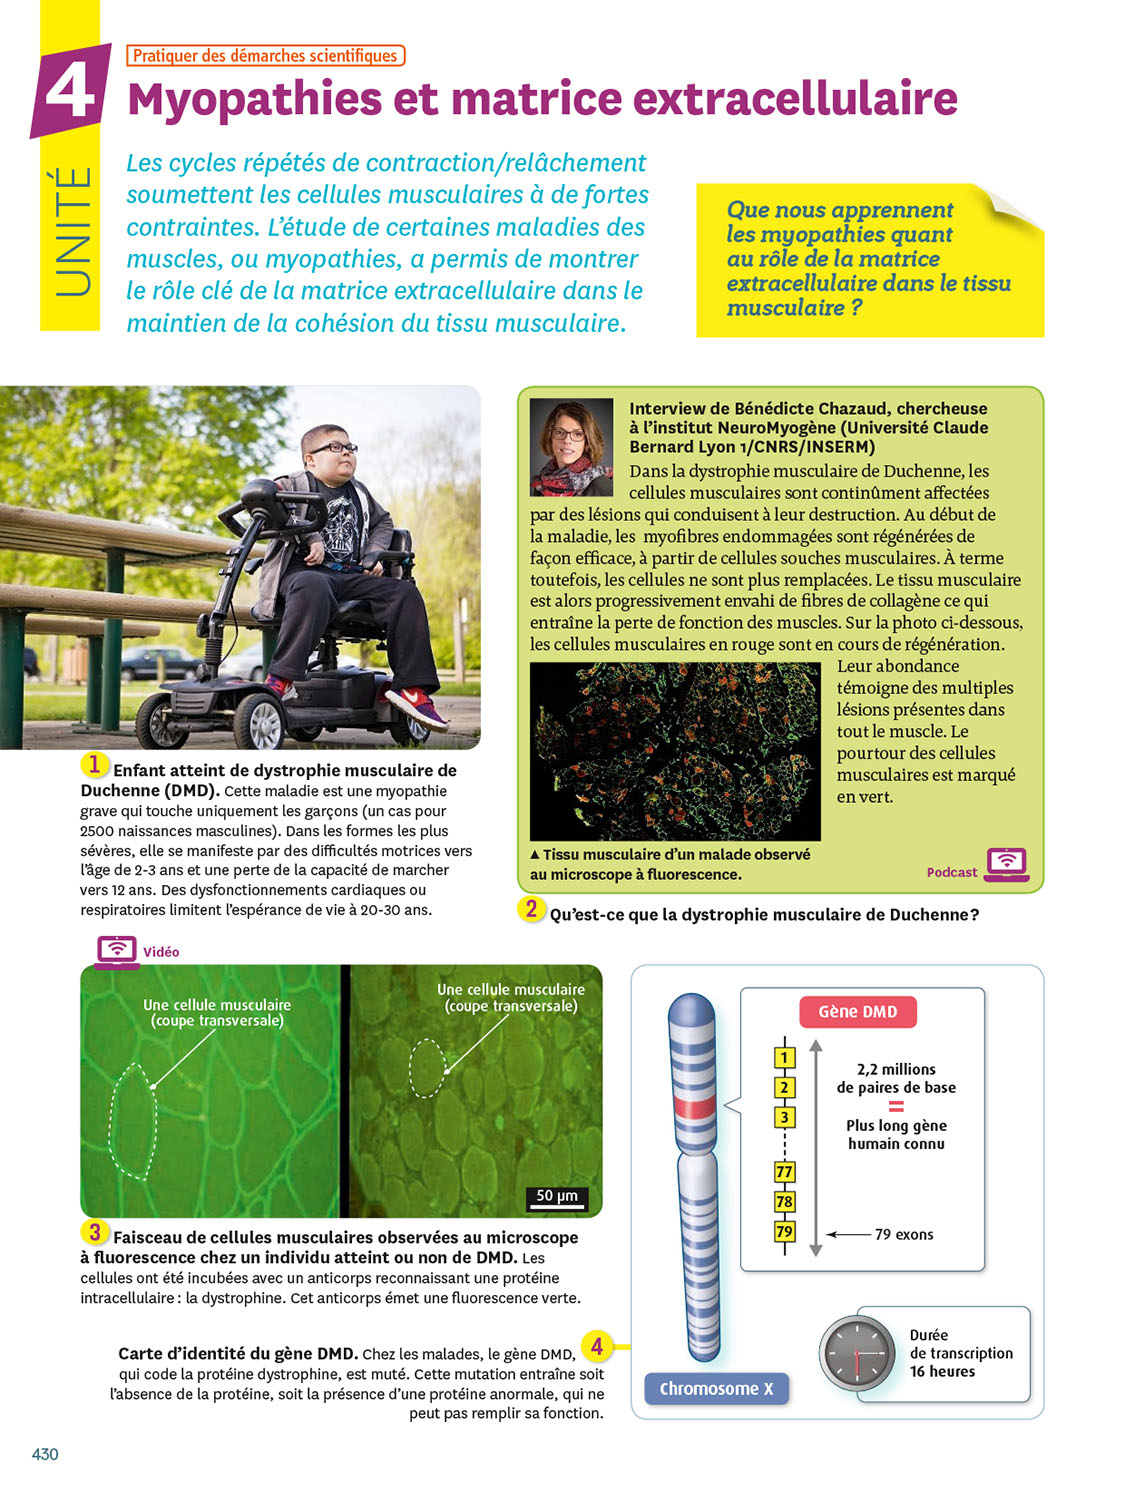 Pratiquer des démarches scientifiques
4
UNITÉ
Myopathies et matrice extracellulaire
Les cycles répétés de contraction/relâchement
soumettent les cellules musculaires à de fortes
contraintes. L'étude de certaines maladies des
muscles, ou myopathies, a permis de montrer
le rôle clé de la matrice extracellulaire dans le
maintien de la cohésion du tissu musculaire.
Que nous apprennent
les myopathies quant
au rôle de la matrice
extracellulaire dans le tissu
musculaire ?
1 Enfant atteint de dystrophie musculaire de
Duchenne (DMD). Cette maladie est une myopathie
grave qui touche uniquement les garçons (un cas pour
2500 naissances masculines). Dans les formes les plus
sévères, elle se manifeste par des difficultés motrices vers
l'âge de 2-3 ans et une perte de la capacité de marcher
vers 12 ans. Des dysfonctionnements cardiaques ou
respiratoires limitent l'espérance de vie à 20-30 ans.
Interview de Bénédicte Chazaud, chercheuse
à l'institut NeuroMyogène (Université Claude
Bernard Lyon 1/CNRS/INSERM)
Dans la dystrophie musculaire de Duchenne, les
cellules musculaires sont continûment affectées
par des lésions qui conduisent à leur destruction. Au début de
la maladie, les myofibres endommagées sont régénérées de
façon efficace, à partir de cellules souches musculaires. À terme
toutefois, les cellules ne sont plus remplacées. Le tissu musculaire
est alors progressivement envahi de fibres de collagène ce qui
entraîne la perte de fonction des muscles. Sur la photo ci-dessous,
les cellules musculaires en rouge sont en cours de régénération.
Leur abondance
témoigne des multiples
lésions présentes dans
tout le muscle. Le
pourtour des cellules
musculaires est marqué
en vert.
▲ Tissu musculaire d'un malade observé
au microscope à fluorescence.
Podcast
2 Qu'est-ce que la dystrophie musculaire de Duchenne ?
Vidéo
Une cellule musculaire
(coupe transversale)
Une cellule musculaire
(coupe transversale)
50 µm
3 Faisceau de cellules musculaires observées au microscope
à fluorescence chez un individu atteint ou non de DMD. Les
cellules ont été incubées avec un anticorps reconnaissant une protéine
intracellulaire : la dystrophine. Cet anticorps émet une fluorescence verte.
Carte d'identité du gène DMD. Chez les malades, le gène DMD, 4
qui code la protéine dystrophine, est muté. Cette mutation entraîne soit
l'absence de la protéine, soit la présence d'une protéine anormale, qui ne
peut pas remplir sa fonction.
Gène DMD
1
2
3
77
78
79
2,2 millions
de paires de base
=
Plus long gène
humain connu
79 exons
Durée
de transcription
16 heures
Chromosome X
430